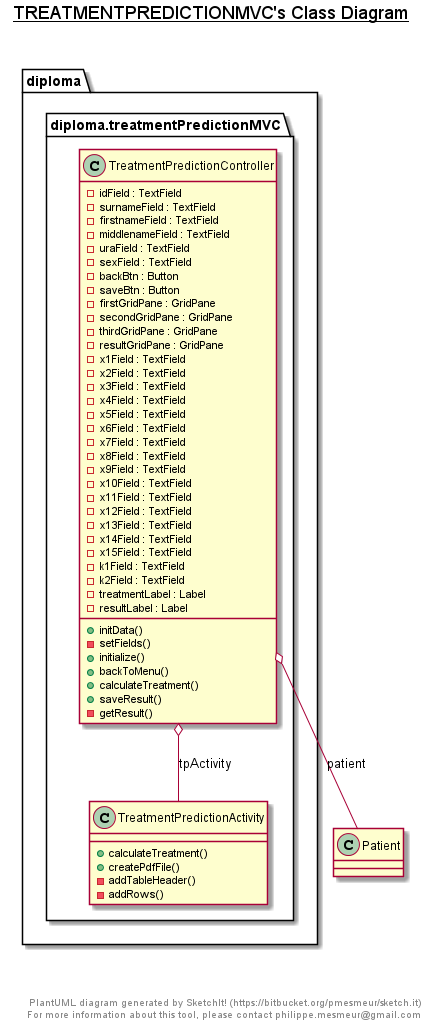 TREATMENTPREDICTIONMVC's Class Diagram
diploma
diploma.treatmentPredictionMVC
C TreatmentPredictionController
idField : TextField
surnameField : TextField
firstnameField : TextField
middlenameField : TextField
uraField : TextField
sexField : TextField
backBtn : Button
saveBtn : Button
firstGridPane : GridPane
secondGridPane : GridPane
thirdGridPane : GridPane
resultGridPane : GridPane
x1Field : TextField
x2Field : TextField
x3Field : TextField
x4Field : TextField
x5Field : TextField
x6Field : TextField
x7Field : TextField
x8Field : TextField
x9Field : TextField
x10Field : TextField
x11Field : TextField
x12Field : TextField
x13Field : TextField
x14Field : TextField
x15Field : TextField
k1Field : TextField
k2Field : TextField
treatmentLabel : Label
resultLabel : Label
initData()
setFields()
initialize()
backToMenu()
calculateTreatment()
saveResult()
getResult()
tpActivity
patient
C TreatmentPredictionActivity
calculateTreatment()
createPdfFile()
addTableHeader()
addRows()
C Patient
PlantUML diagram generated by SketchIt! (https://bitbucket.org/pmesmeur/sketch.it)
For more information about this tool, please contact philippe.mesmeur@gmail.com